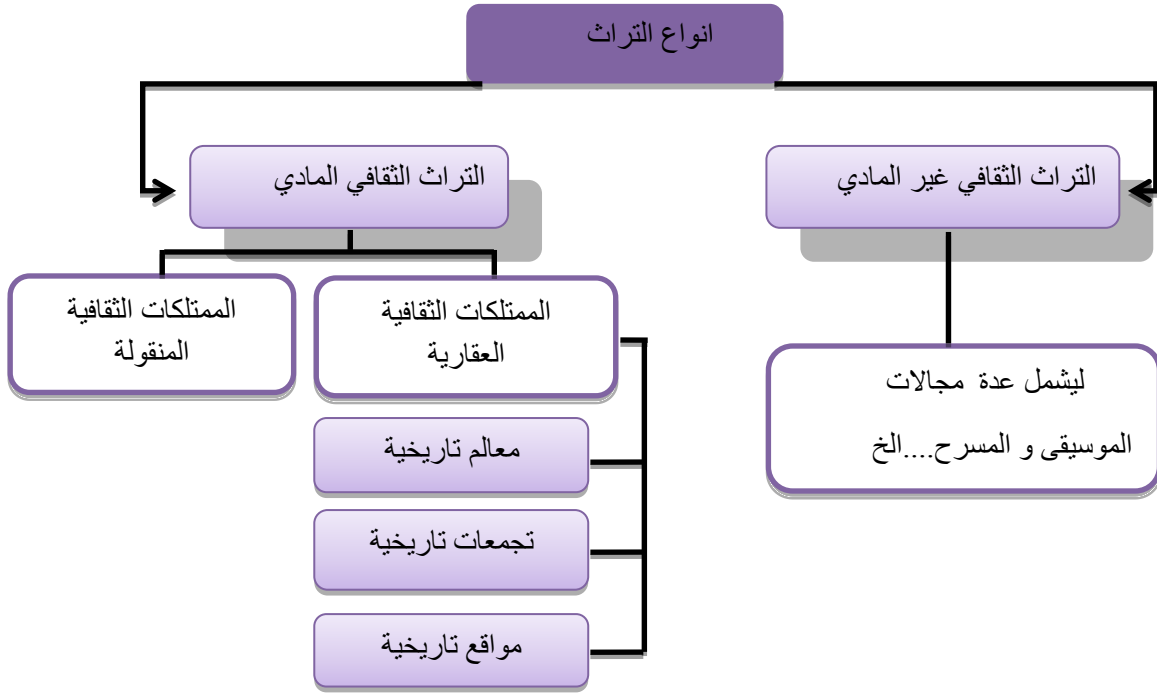 انواع التراث
التراث الثقافي غير المادي
التراث الثقافي المادي
ليشمل عدة مجالات
الموسيقى و المسرح....الخ
الممتلكات الثقافية
العقارية
الممتلكات الثقافية
المنقولة
معالم تاريخية
تجمعات تاريخية
مواقع تاريخية